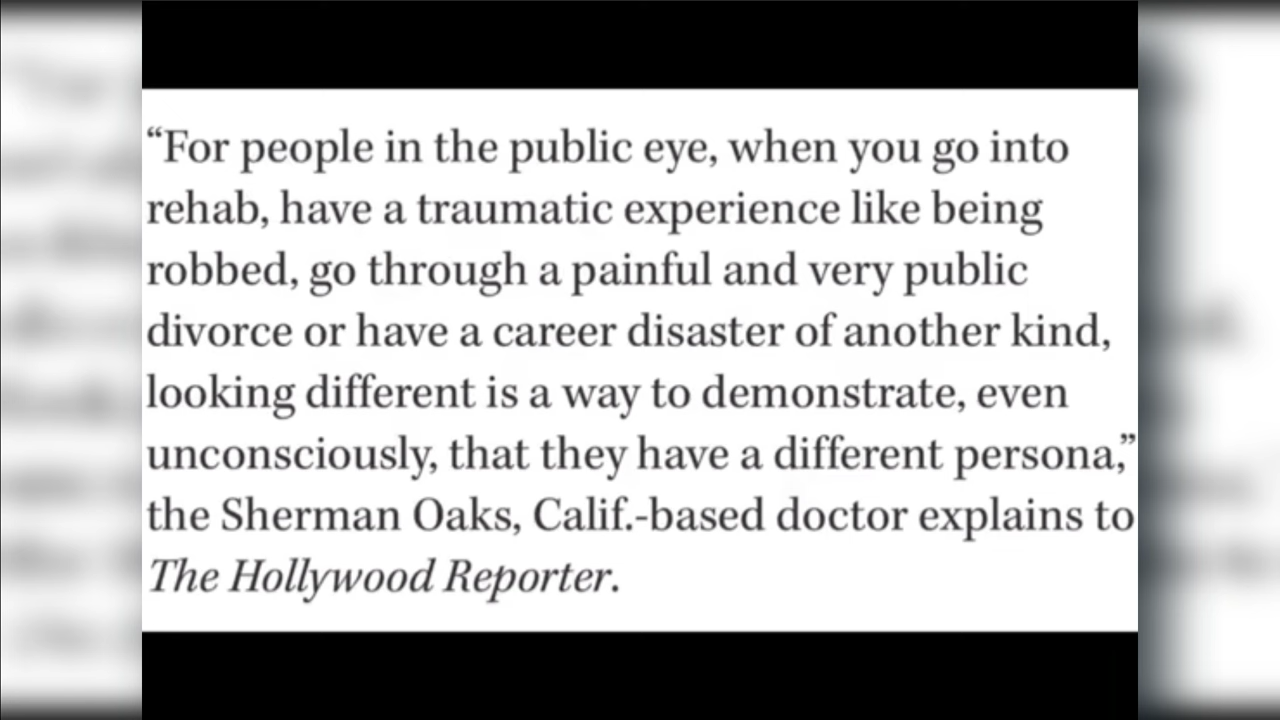 “For people in the public eye, when you go into
rehab, have a traumatic experience like being
robbed, go through a painful and very public
divorce or have a career disaster of another kind,
looking different is a way to demonstrate, even
unconsciously, that they have a different persona,”
the Sherman Oaks, Calif.-based doctor explains to
The Hollywood Reporter.